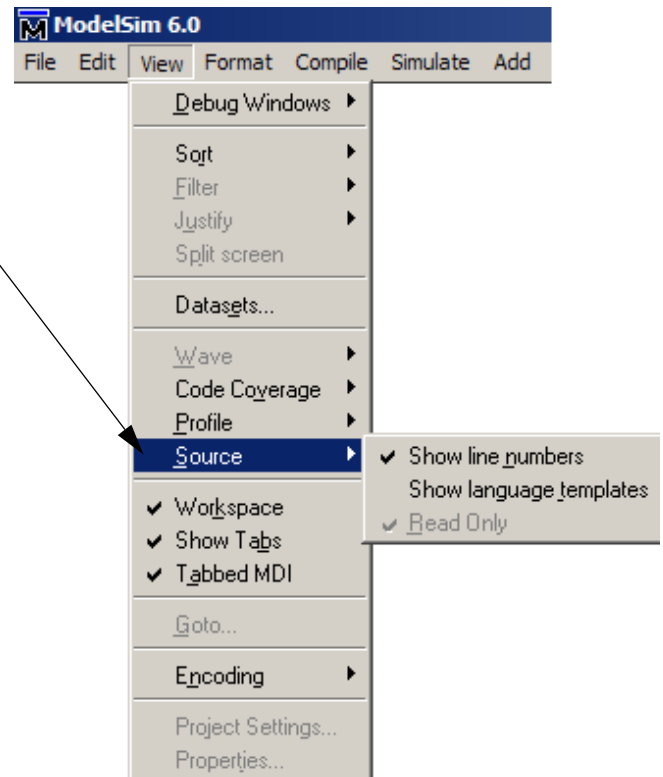 ModelSim 6.0
File Edit View Format Compile Simulate Add
Debug Windows
Sort
Filter
Justify
Split screen
Datasets...
Wave
Code Coverage
Profile
Source
Show line numbers
Show language templates
Read Only
Workspace
Show Tabs
Tabbed MDI
Goto...
Encoding
Project Settings...
Properties...